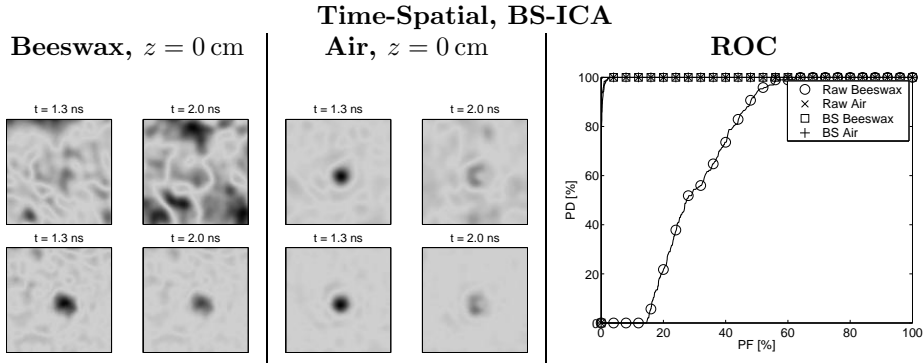 Time-Spatial, BS-ICA
Beeswax, z = 0 cm
Air, z = 0 cm
ROC
t = 1.3 ns
t = 2.0 ns
t = 1.3 ns
t = 2.0 ns
t = 1.3 ns
t = 2.0 ns
t = 1.3 ns
t = 2.0 ns
100
80
60
40
20
0
PD [%]
Raw Beeswax
Raw Air
BS Beeswax
BS Air
0 20 40 60 80 100
PF [%]